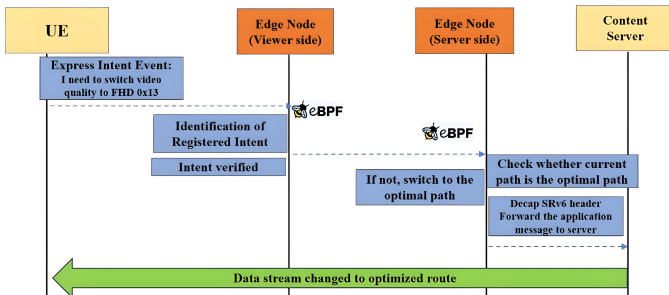 UE
Edge Node
(Viewer side)
Edge Node
(Server side)
Content
Server
Express Intent Event:
I need to switch video
quality to FHD 0x13
eBPF
Identification of
Registered Intent
Intent verified
eBPF
If not, switch to the
optimal path
Check whether current
path is the optimal path
Decap SRv6 header
Forward the application
message to server
Data stream changed to optimized route